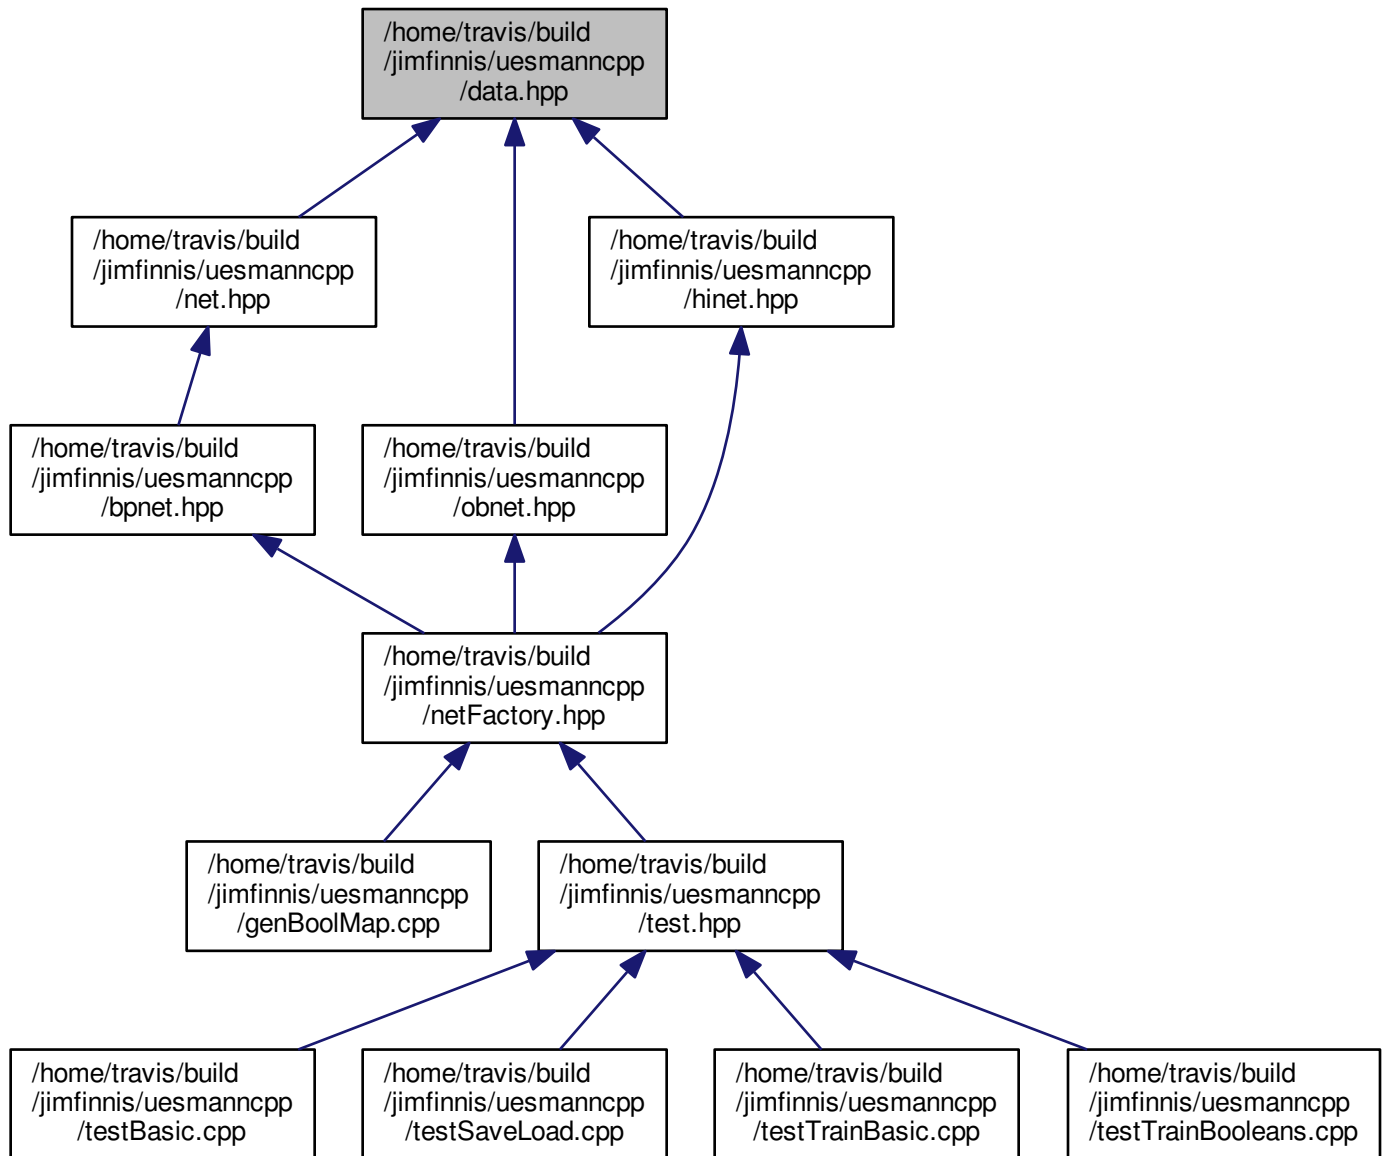 /home/travis/build
/jimfinnis/uesmanncpp
/data.hpp
/home/travis/build
/jimfinnis/uesmanncpp
/net.hpp
/home/travis/build
/jimfinnis/uesmanncpp
/hinet.hpp
/home/travis/build
/jimfinnis/uesmanncpp
/bpnet.hpp
/home/travis/build
/jimfinnis/uesmanncpp
/obnet.hpp
/home/travis/build
/jimfinnis/uesmanncpp
/netFactory.hpp
/home/travis/build
/jimfinnis/uesmanncpp
/genBoolMap.cpp
/home/travis/build
/jimfinnis/uesmanncpp
/test.hpp
/home/travis/build
/jimfinnis/uesmanncpp
/testBasic.cpp
/home/travis/build
/jimfinnis/uesmanncpp
/testSaveLoad.cpp
/home/travis/build
/jimfinnis/uesmanncpp
/testTrainBasic.cpp
/home/travis/build
/jimfinnis/uesmanncpp
/testTrainBooleans.cpp